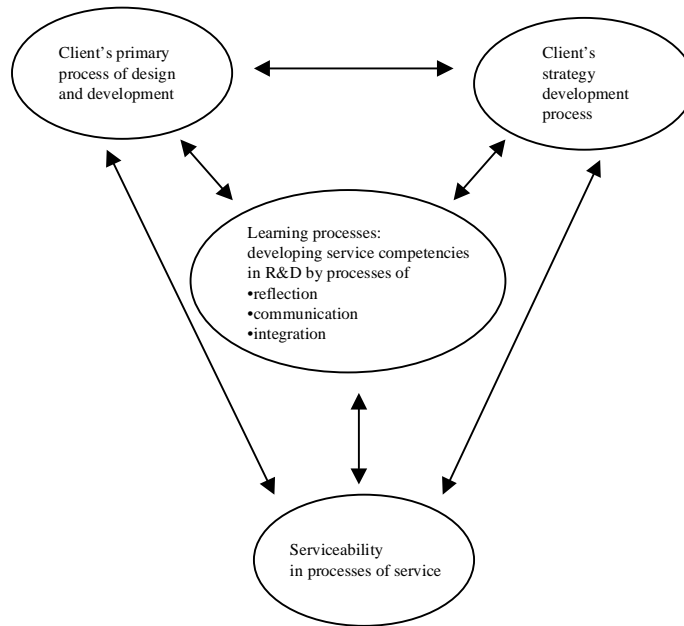 Client’s primary
process of design
and development
Client’s
strategy
development
process
Learning processes:
developing service competencies
in R&D by processes of
•reflection
•communication
•integration
Serviceability
in processes of service